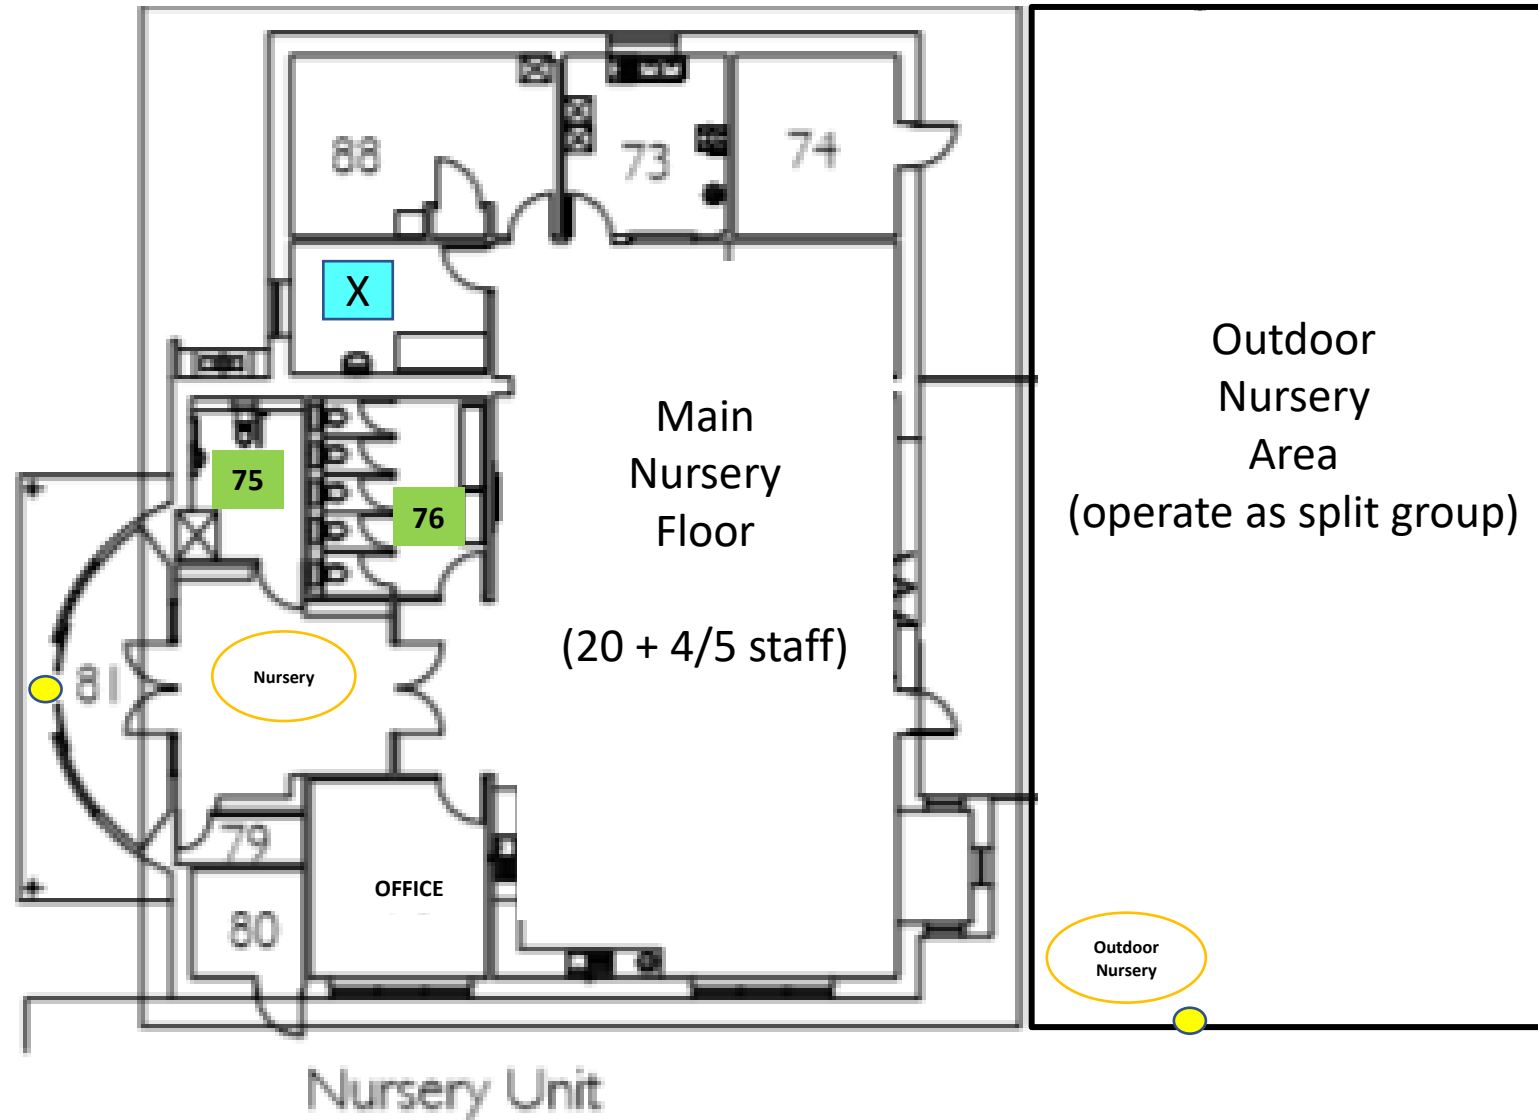 88
73
74
X
Outdoor
Nursery
Area
(operate as split group)
Main
Nursery
Floor
(20 + 4/5 staff)
75
76
Nursery
81
79
OFFICE
80
Outdoor
Nursery
Nursery Unit